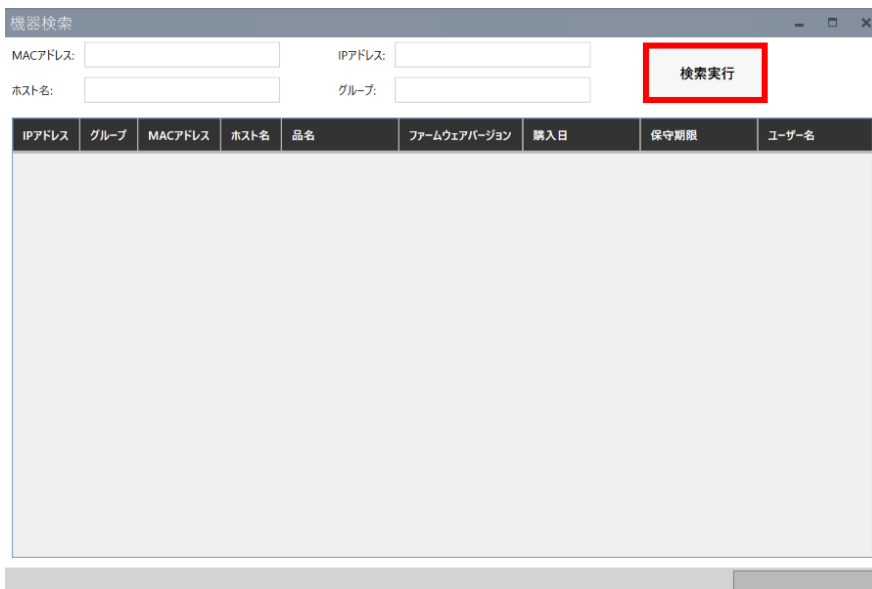 機器検索
MACアドレス: IPアドレス:
検索実行
ホスト名: グループ:
IPアドレス グループ MACアドレス ホスト名 品名 ファームウェアバージョン 購入日 保守期限 ユーザー名